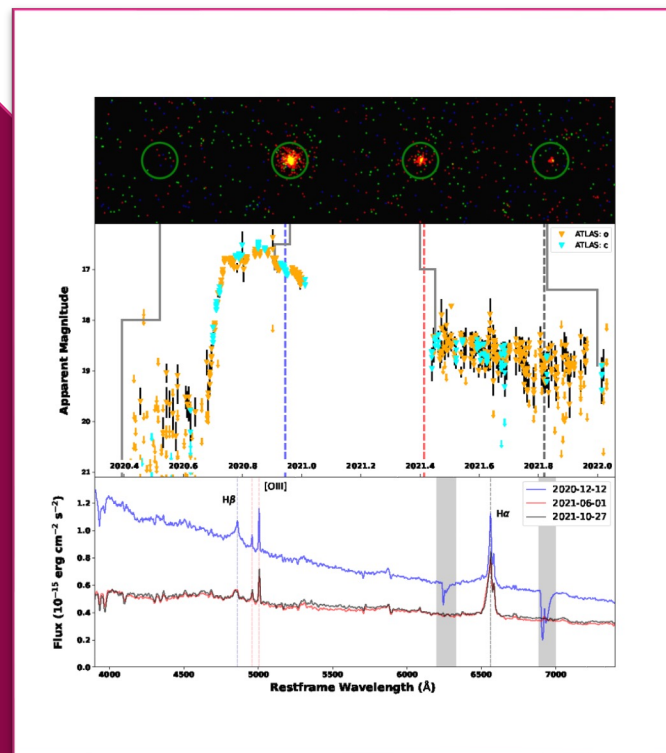 ATLAS: o
ATLAS: c
17
18
19
20
21
Apparent Magnitude
2020.4 2020.6 2020.8 2021.0 2021.2 2021.4 2021.6 2021.8 2022.0
[OIII]
Hβ
Hα
2020-12-12
2021-06-01
2021-10-27
1.2
1.0
0.8
0.6
0.4
0.2
0.0
Flux (10⁻¹⁵ erg cm⁻² s⁻²)
4000 4500 5000 5500 6000 6500 7000
Restframe Wavelength (Å)